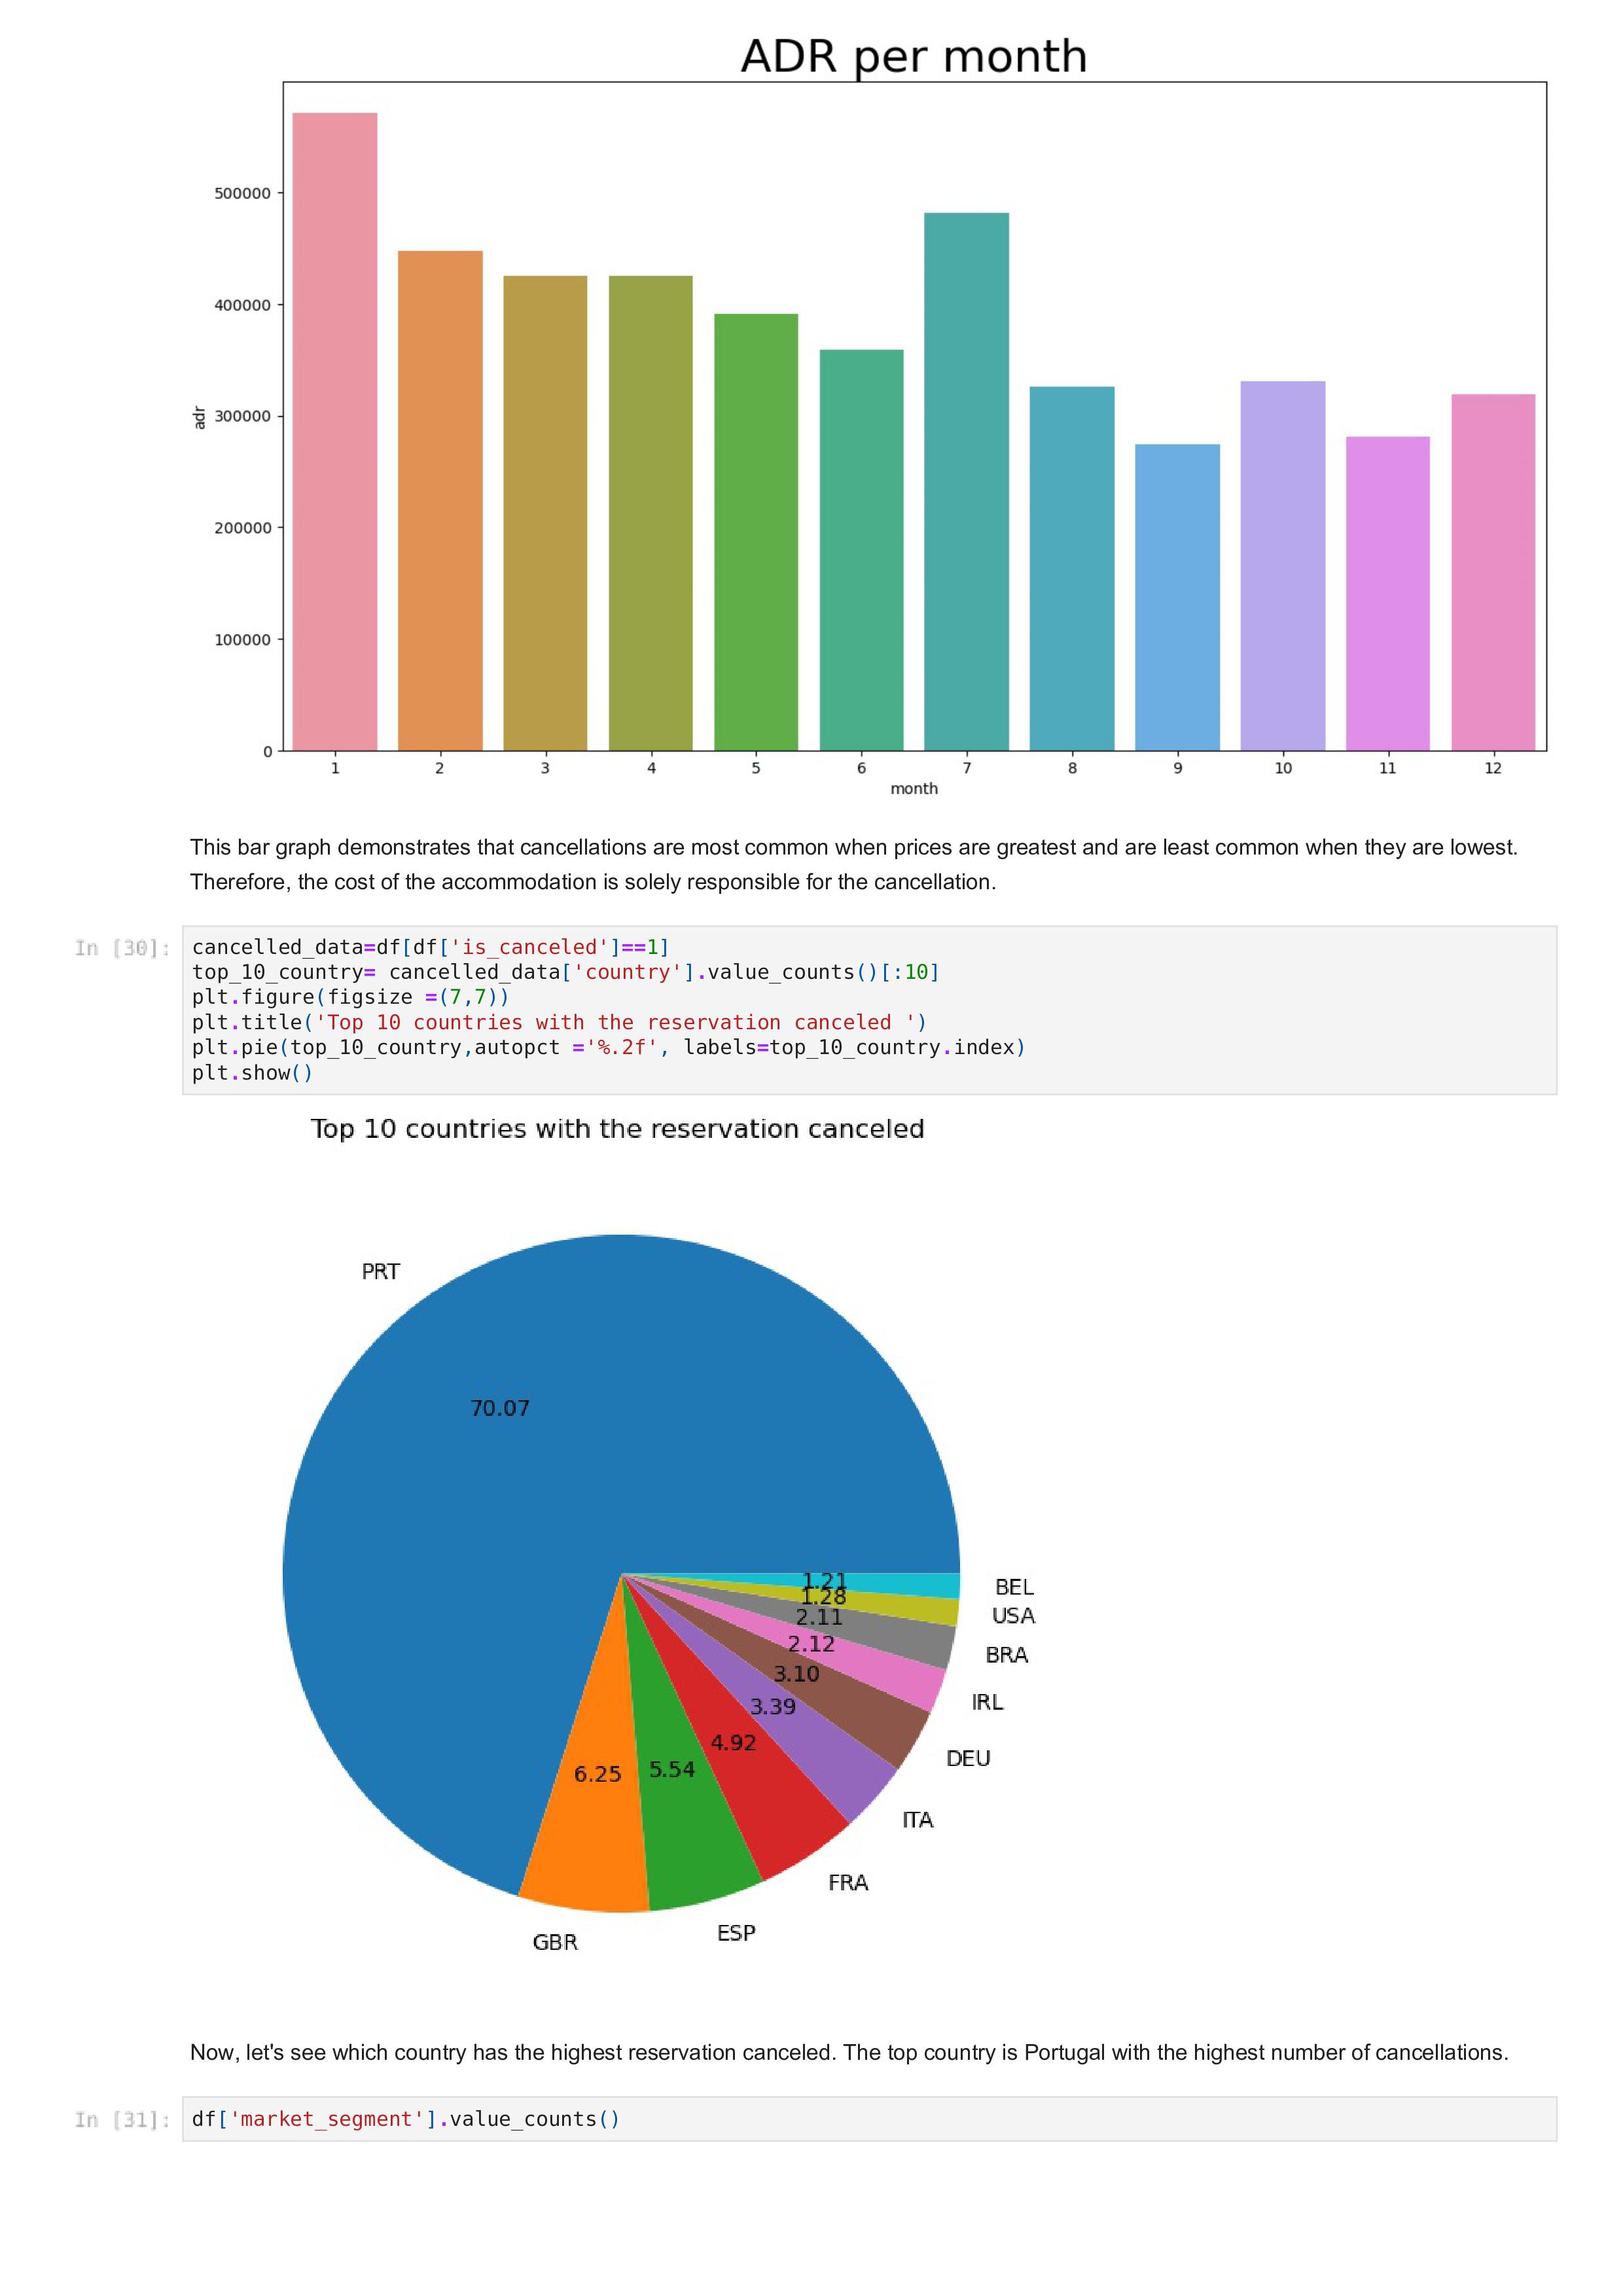 ADR per month
500000
400000
300000
200000
100000
0
adr
1 2 3 4 5 6 7 8 9 10 11 12
month
This bar graph demonstrates that cancellations are most common when prices are greatest and are least common when they are lowest.
Therefore, the cost of the accommodation is solely responsible for the cancellation.
In [30]:
cancelled_data=df[df['is_canceled']==1]
top_10_country= cancelled_data['country'].value_counts()[:10]
plt.figure(figsize =(7,7))
plt.title('Top 10 countries with the reservation canceled ')
plt.pie(top_10_country,autopct ='%.2f', labels=top_10_country.index)
plt.show()
Top 10 countries with the reservation canceled
PRT
70.07
1.21
BEL
1.28
USA
2.11
BRA
2.12
IRL
3.10
DEU
3.39
ITA
4.92
FRA
5.54
ESP
6.25
GBR
Now, let's see which country has the highest reservation canceled. The top country is Portugal with the highest number of cancellations.
In [31]:
df['market_segment'].value_counts()